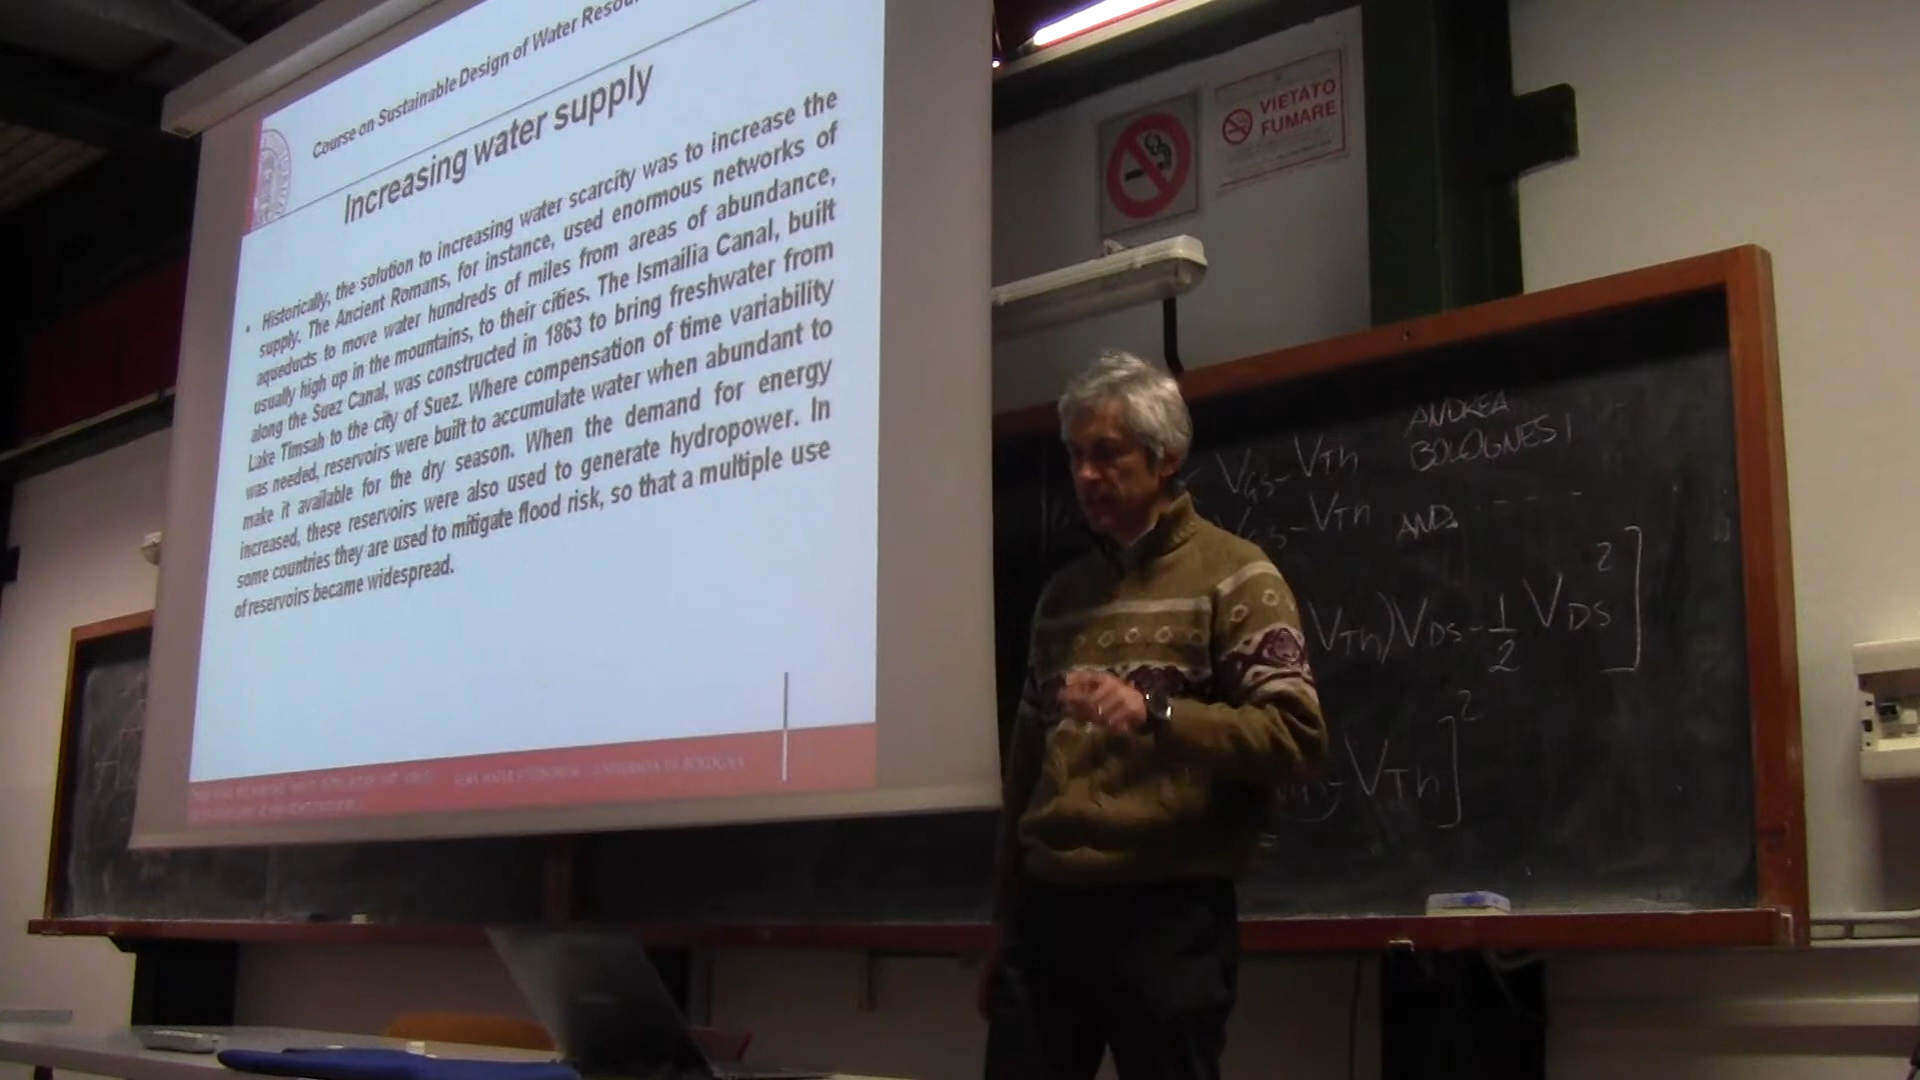 Course on Sustainable Design of Water
Increasing water supply
• Historically, the solution to increasing water scarcity was to increase the
supply. The Ancient Romans, for instance, used enormous networks of
aqueducts to move water hundreds of miles from areas of abundance,
usually high up in the mountains, to their cities. The Ismailia Canal, built
along the Suez Canal, was constructed in 1863 to bring freshwater from
Lake Timsah to the city of Suez. Where compensation of time variability
was needed, reservoirs were built to accumulate water when abundant to
make it available for the dry season. When the demand for energy
increased, these reservoirs were also used to generate hydropower. In
some countries they are used to mitigate flood risk, so that a multiple use
of reservoirs became widespread.
UNIVERSITÀ DI BOLOGNA
VIETATO
FUMARE
ANDREA
BOLOGNESI
AND.
VGS-VTh
VGS-VTh
VTh)VDS-1/2 VDS²]
-VTh]²